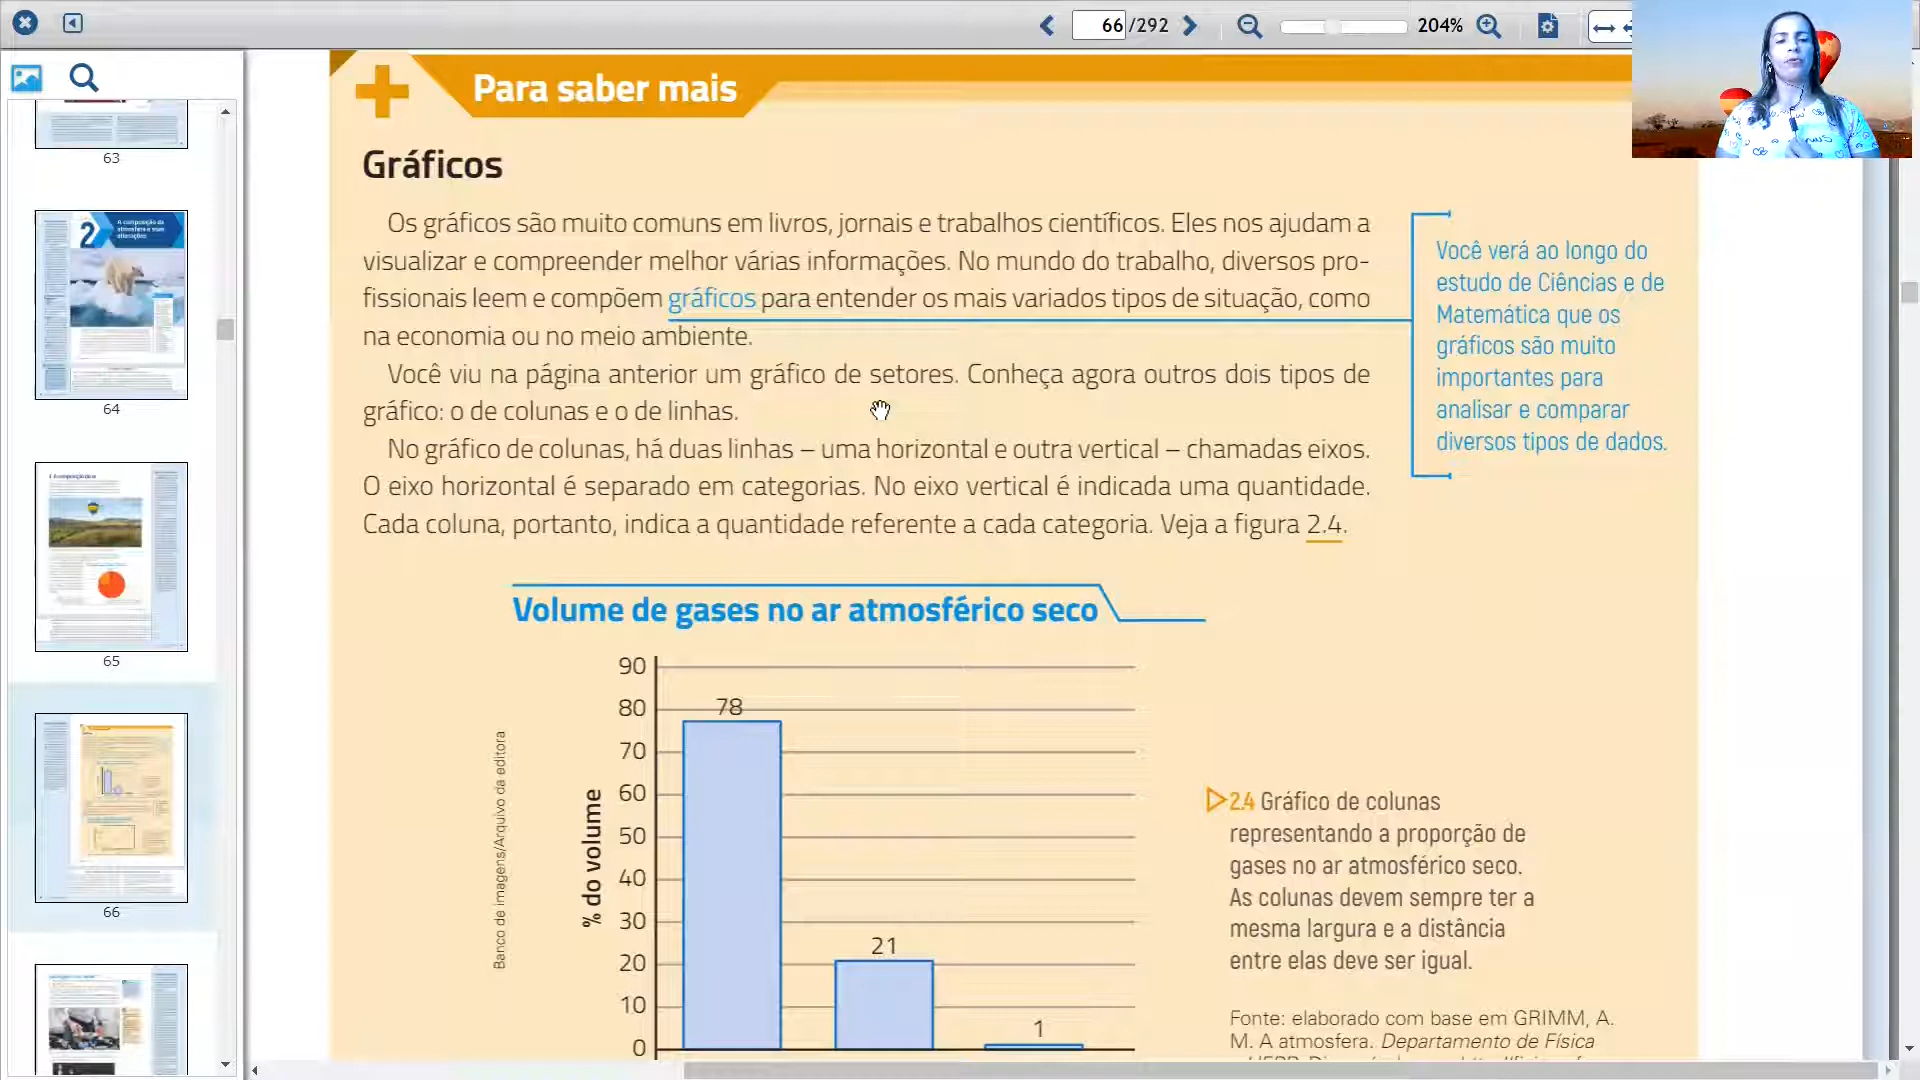 66 /292
204%
Para saber mais
Gráficos
Os gráficos são muito comuns em livros, jornais e trabalhos científicos. Eles nos ajudam a
visualizar e compreender melhor várias informações. No mundo do trabalho, diversos pro-
fissionais leem e compõem gráficos para entender os mais variados tipos de situação, como
na economia ou no meio ambiente.
Você viu na página anterior um gráfico de setores. Conheça agora outros dois tipos de
gráfico: o de colunas e o de linhas.
No gráfico de colunas, há duas linhas – uma horizontal e outra vertical – chamadas eixos.
O eixo horizontal é separado em categorias. No eixo vertical é indicada uma quantidade.
Cada coluna, portanto, indica a quantidade referente a cada categoria. Veja a figura 2.4.
Você verá ao longo do
estudo de Ciências e de
Matemática que os
gráficos são muito
importantes para
analisar e comparar
diversos tipos de dados.
Volume de gases no ar atmosférico seco
% do volume
90
80
70
60
50
40
30
20
10
0
78
21
1
Banco de imagens/Arquivo da editora
2.4 Gráfico de colunas
representando a proporção de
gases no ar atmosférico seco.
As colunas devem sempre ter a
mesma largura e a distância
entre elas deve ser igual.
Fonte: elaborado com base em GRIMM, A.
M. A atmosfera. Departamento de Física
63
2
A composição da
atmosfera e suas
alterações
64
65
66